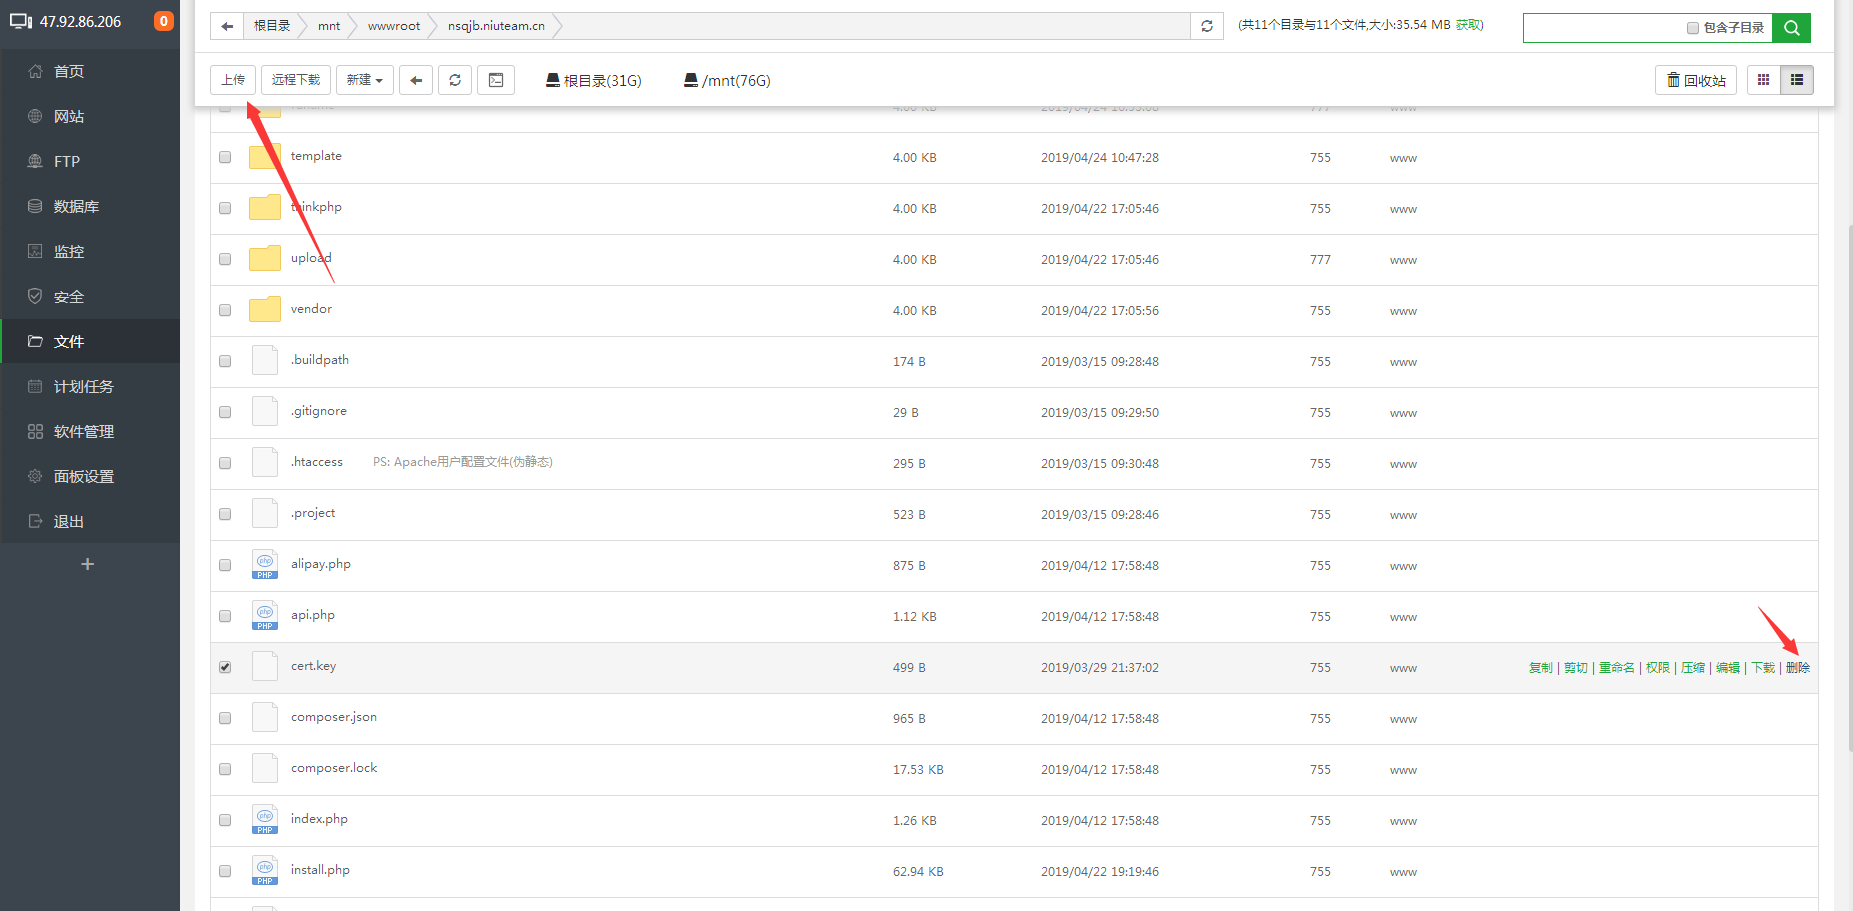 47.92.86.206
0
首页
网站
FTP
数据库
监控
安全
文件
计划任务
软件管理
面板设置
退出
+
根目录 mnt wwwroot nsqjb.niuteam.cn
(共11个目录与11个文件,大小:35.54 MB 获取)
包含子目录
上传 远程下载 新建 根目录(31G) /mnt(76G) 回收站
template 4.00 KB 2019/04/24 10:47:28 755 www
thinkphp 4.00 KB 2019/04/22 17:05:46 755 www
upload 4.00 KB 2019/04/22 17:05:46 777 www
vendor 4.00 KB 2019/04/22 17:05:56 755 www
.buildpath 174 B 2019/03/15 09:28:48 755 www
.gitignore 29 B 2019/03/15 09:29:50 755 www
.htaccess PS: Apache用户配置文件(伪静态) 295 B 2019/03/15 09:30:48 755 www
.project 523 B 2019/03/15 09:28:46 755 www
php PHP alipay.php 875 B 2019/04/12 17:58:48 755 www
php PHP api.php 1.12 KB 2019/04/12 17:58:48 755 www
cert.key 499 B 2019/03/29 21:37:02 755 www 复制 | 剪切 | 重命名 | 权限 | 压缩 | 编辑 | 下载 | 删除
composer.json 965 B 2019/04/12 17:58:48 755 www
composer.lock 17.53 KB 2019/04/12 17:58:48 755 www
php PHP index.php 1.26 KB 2019/04/12 17:58:48 755 www
php PHP install.php 62.94 KB 2019/04/22 19:19:46 755 www